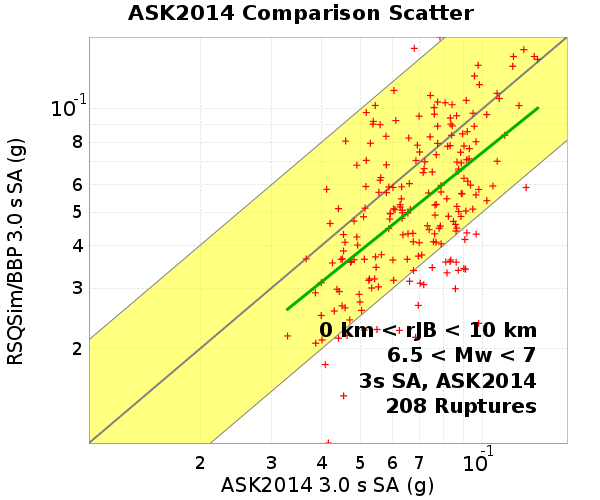 ASK2014 Comparison Scatter
RSQSim/BBP 3.0 s SA (g)
10-1
8
6
5
4
3
2
0 km < rJB < 10 km
6.5 < Mw < 7
3s SA, ASK2014
208 Ruptures
2 3 4 5 6 7 10-1
ASK2014 3.0 s SA (g)